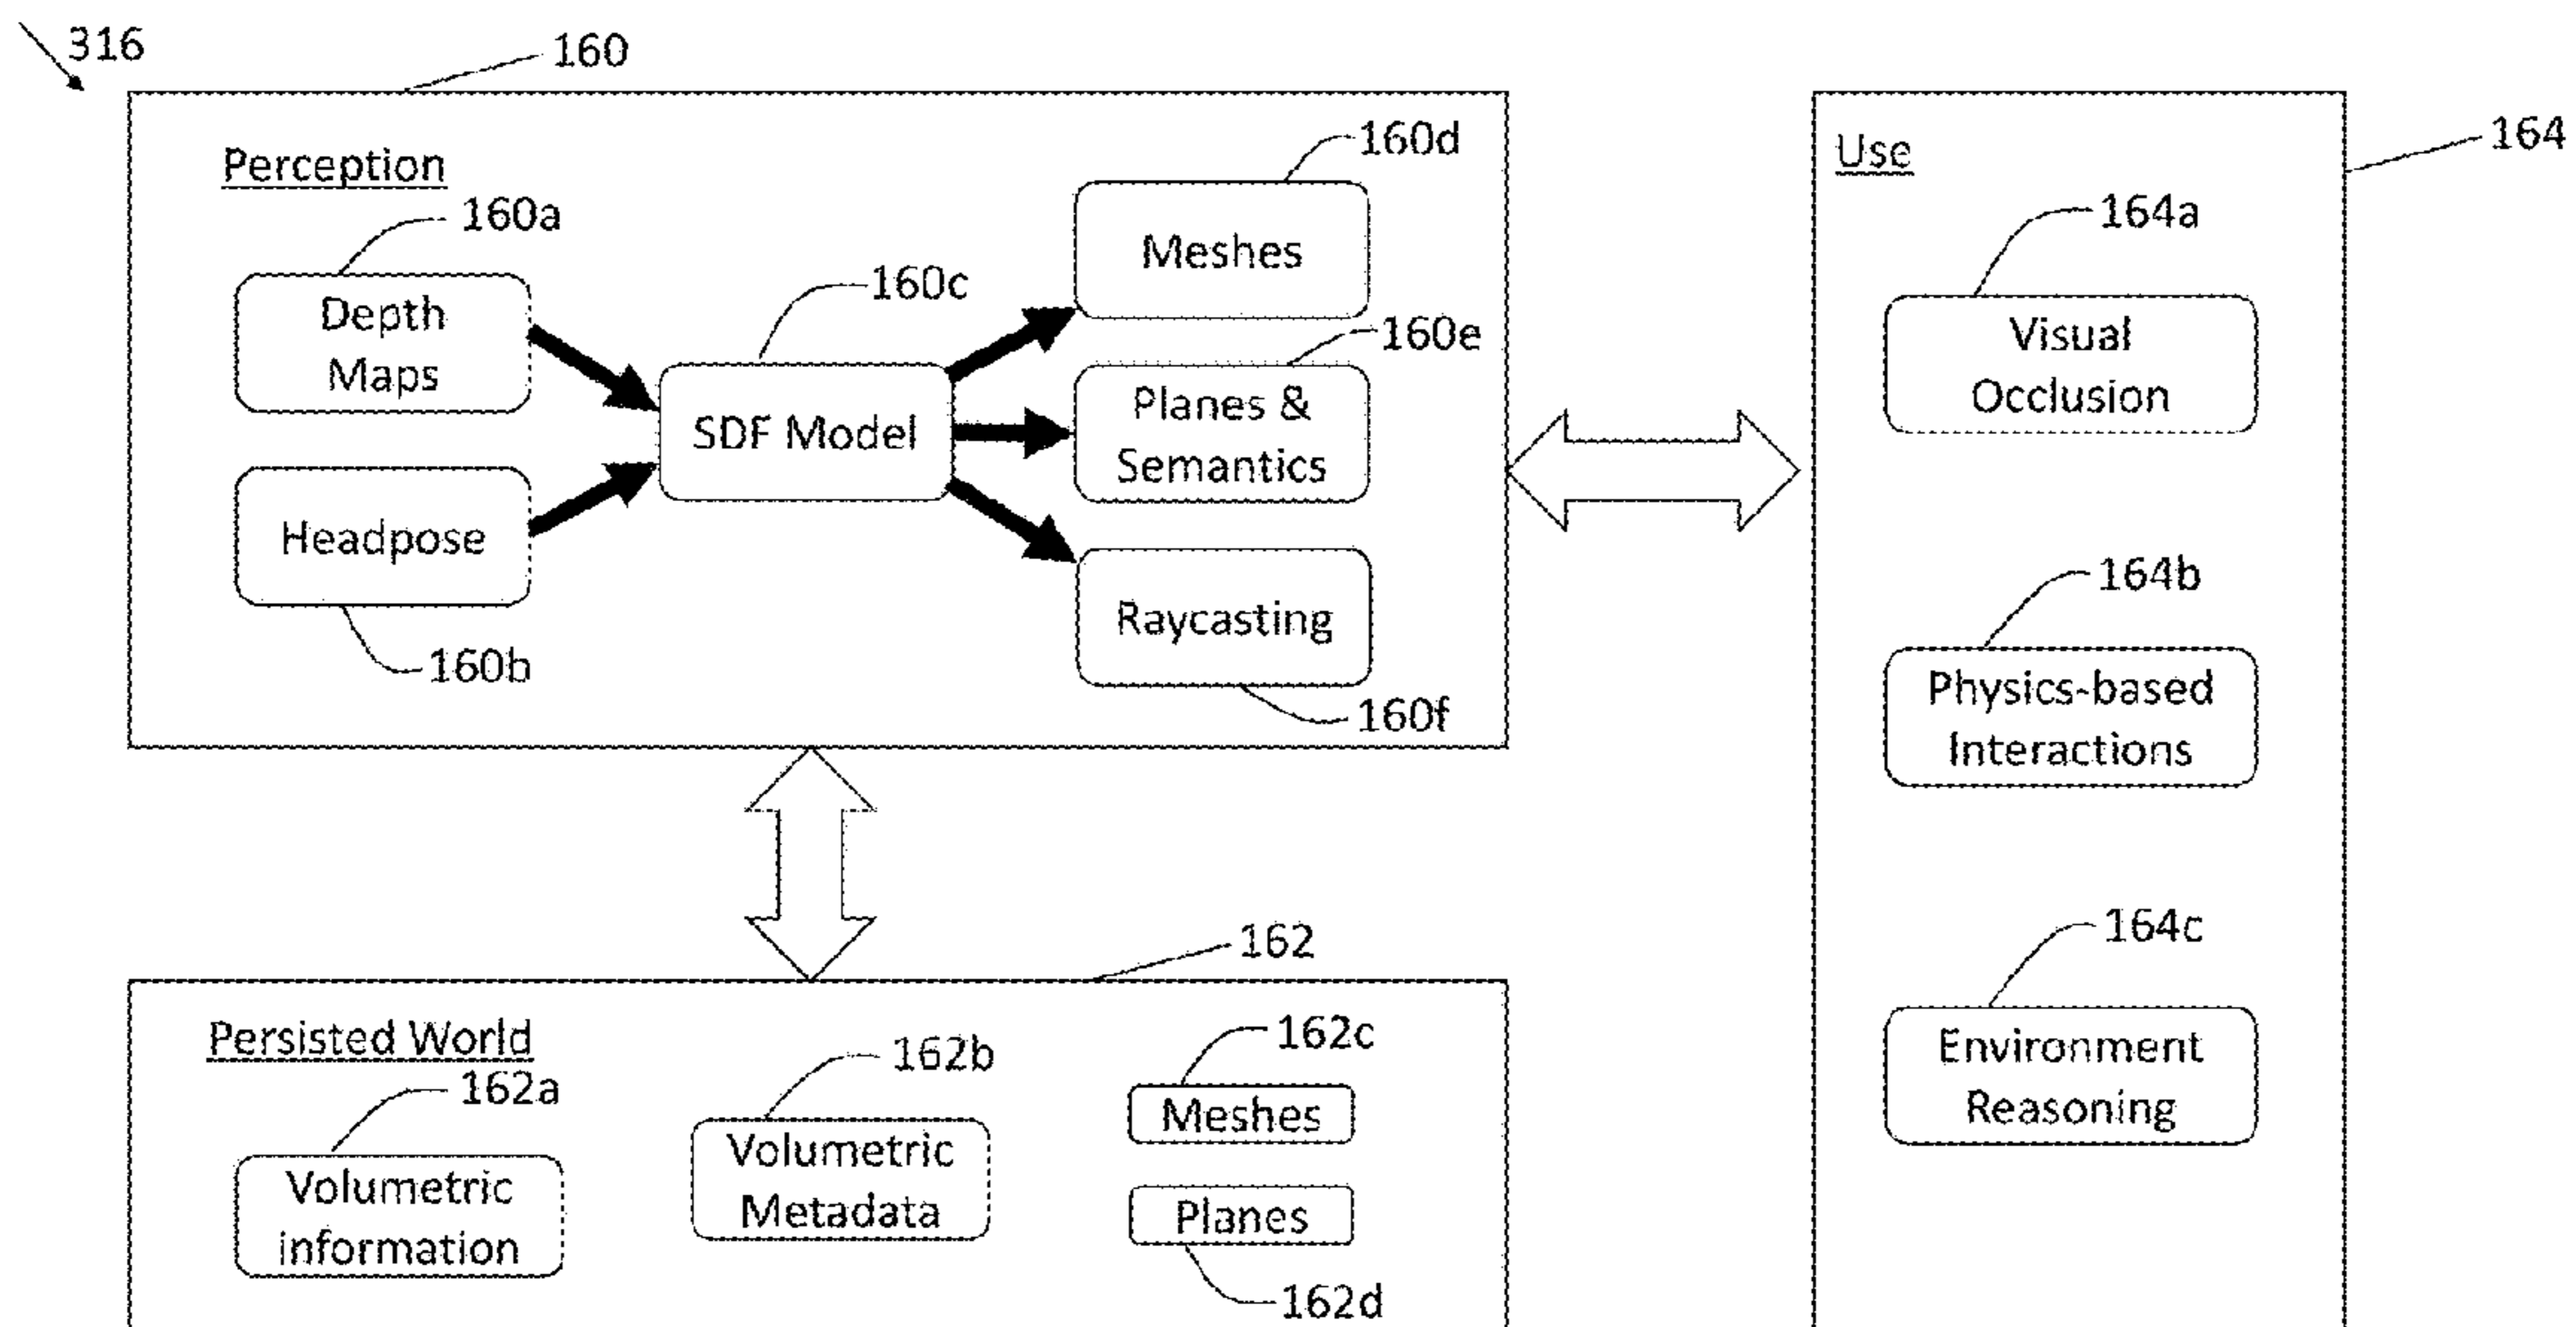 316
160
Perception
160a
Depth
Maps
Headpose
160b
160c
SDF Model
160d
Meshes
160e
Planes &
Semantics
Raycasting
160f
162
Persisted World
162a
Volumetric
information
162b
Volumetric
Metadata
162c
Meshes
Planes
162d
164
Use
164a
Visual
Occlusion
164b
Physics-based
Interactions
164c
Environment
Reasoning